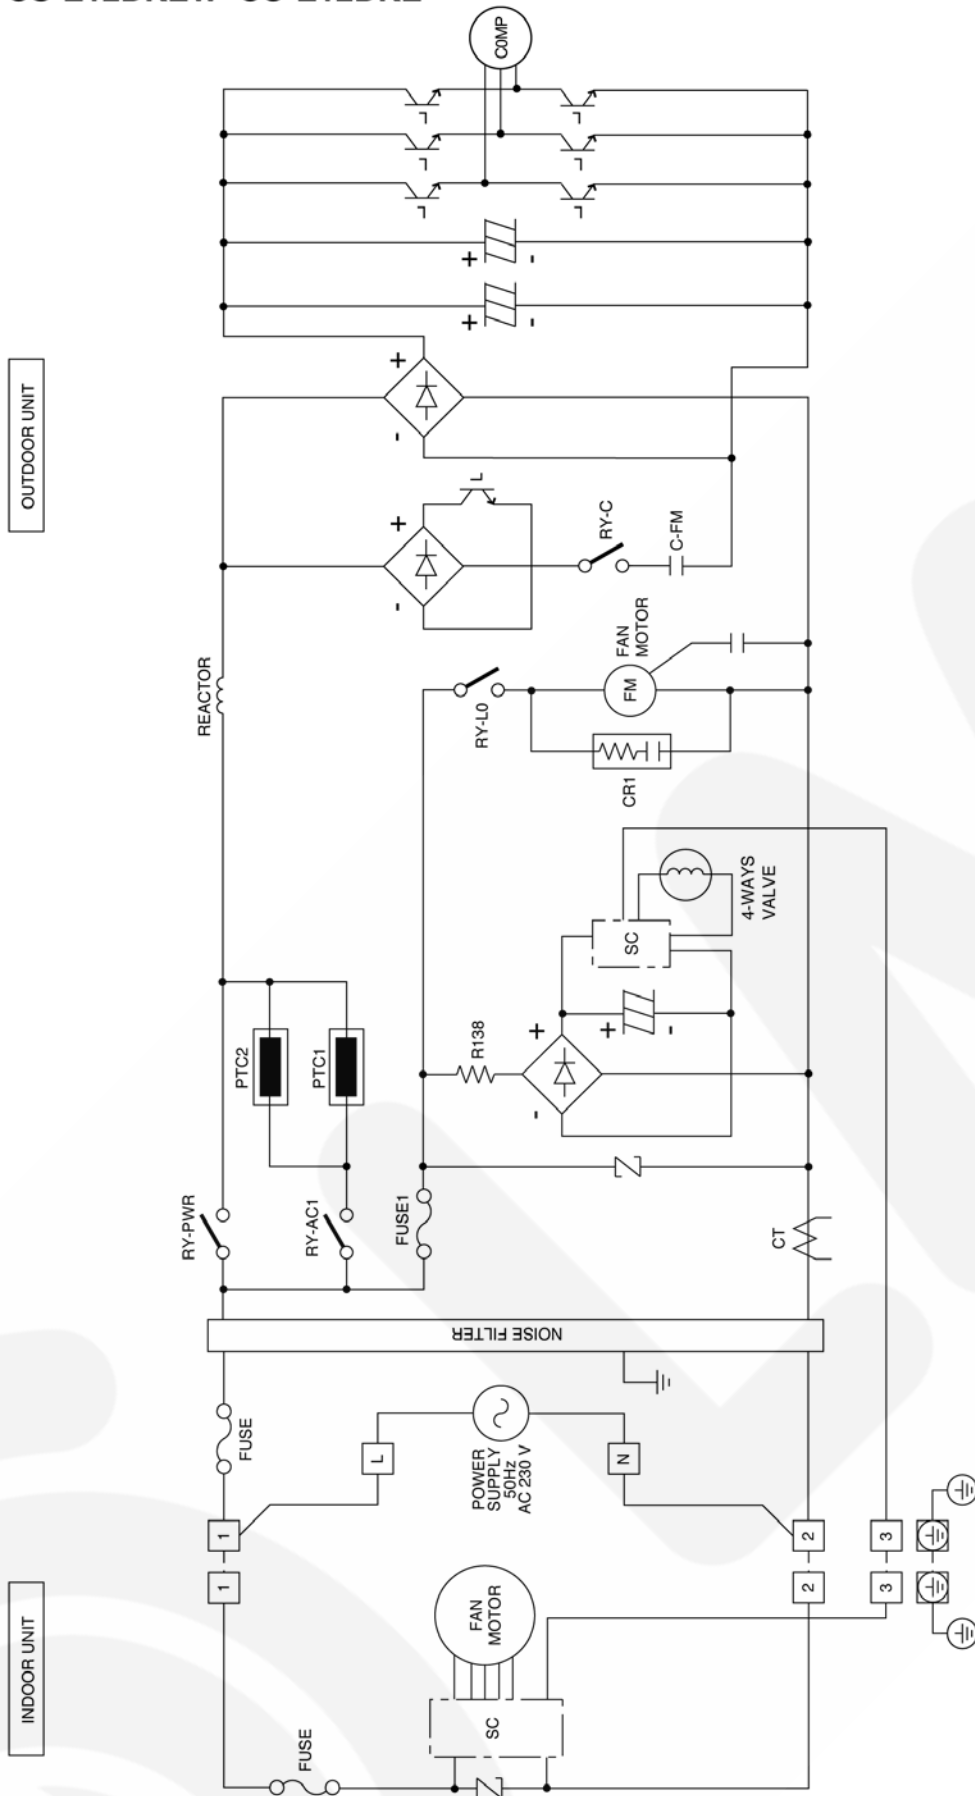 OUTDOOR UNIT
COMP
+
-
+
-
+
-
+
-
L
RY-C
C-FM
REACTOR
FAN
MOTOR
FM
RY-L0
CR1
4-WAYS
VALVE
SC
PTC2
PTC1
R138
+
-
+
-
RY-PWR
RY-AC1
FUSE1
CT
NOISE FILTER
FUSE
L
POWER
SUPPLY
50Hz
AC 230 V
N
1
2
3
1
2
3
INDOOR UNIT
FAN
MOTOR
SC
FUSE